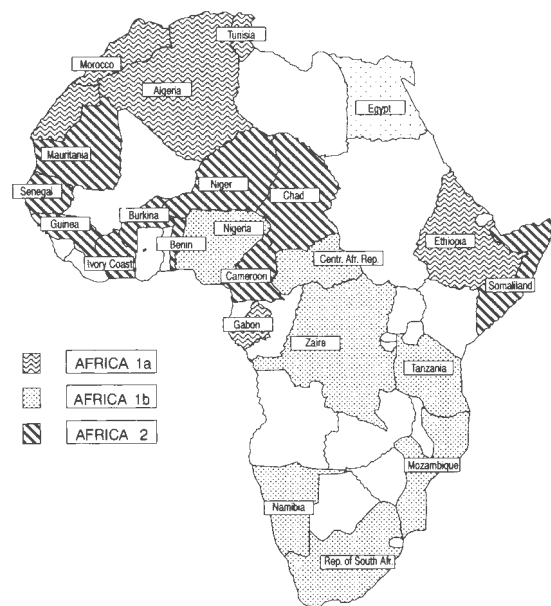 Tunisia
Morocco
Algeria
Egypt
Mauritania
Niger
Chad
Senegal
Burkina
Guinea
Nigeria
Benin
Ethiopia
Centr. Afr. Rep.
Ivory Coast
Cameroon
Somaliland
Gabon
Zaire
AFRICA 1a
Tanzania
AFRICA 1b
AFRICA 2
Mozambique
Namibia
Rep. of South Afr.